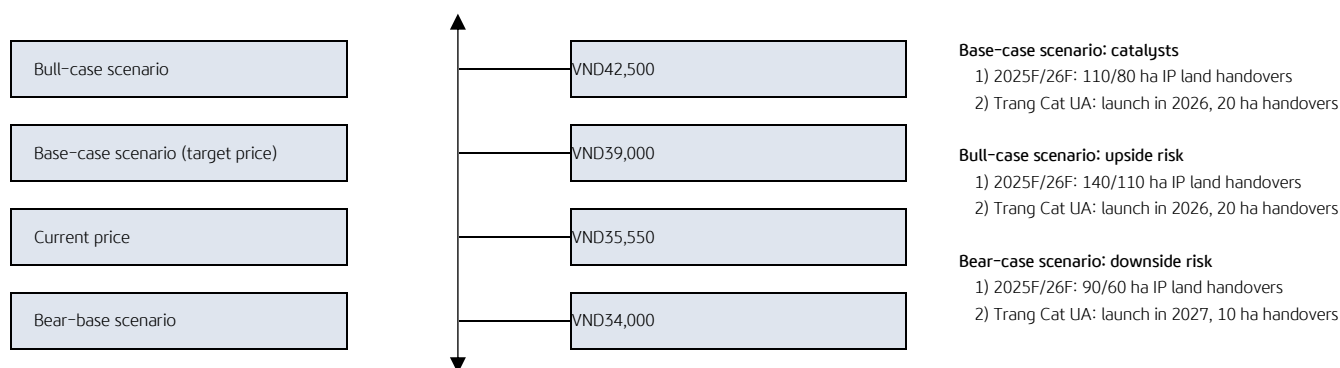 Bull-case scenario
VND42,500
Base-case scenario (target price)
VND39,000
Current price
VND35,550
Bear-base scenario
VND34,000
Base-case scenario: catalysts
1) 2025F/26F: 110/80 ha IP land handovers
2) Trang Cat UA: launch in 2026, 20 ha handovers
Bull-case scenario: upside risk
1) 2025F/26F: 140/110 ha IP land handovers
2) Trang Cat UA: launch in 2026, 20 ha handovers
Bear-case scenario: downside risk
1) 2025F/26F: 90/60 ha IP land handovers
2) Trang Cat UA: launch in 2027, 10 ha handovers